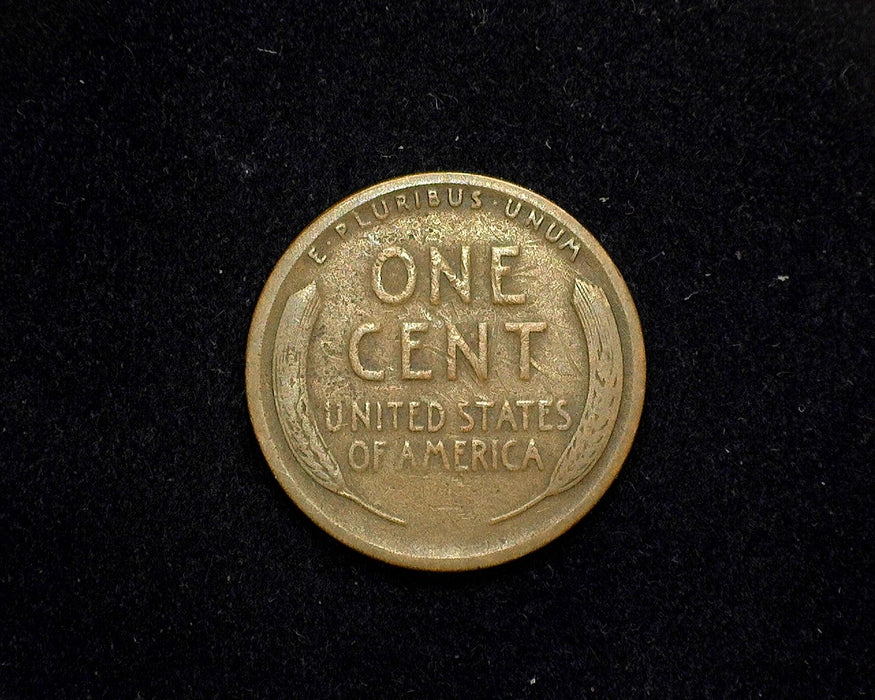 E·PLURIBUS·UNUM
ONE
CENT
UNITED STATES
OF AMERICA